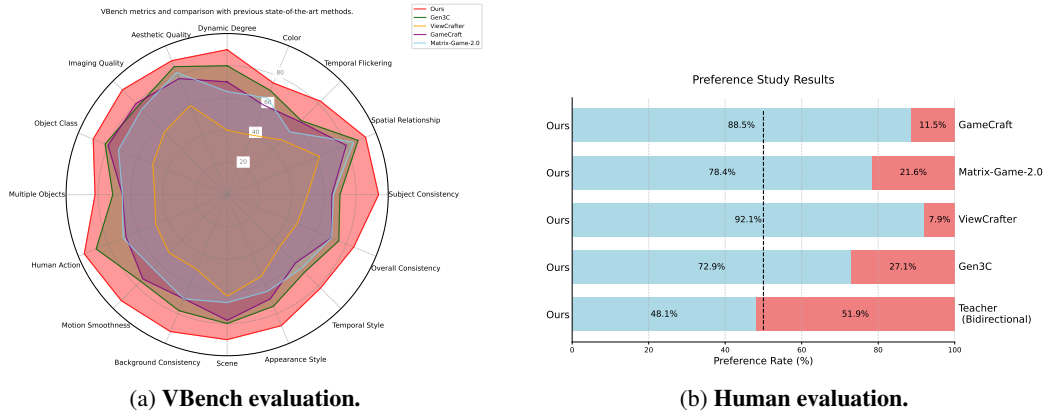 VBench metrics and comparison with previous state-of-the-art methods.
Ours
Gen3C
ViewCrafter
GameCraft
Matrix-Game-2.0
Dynamic Degree
Color
Temporal Flickering
Spatial Relationship
Subject Consistency
Overall Consistency
Temporal Style
Appearance Style
Scene
Background Consistency
Motion Smoothness
Human Action
Multiple Objects
Object Class
Imaging Quality
Aesthetic Quality
80
60
40
20
(a) VBench evaluation.
Preference Study Results
Ours 88.5% 11.5% GameCraft
Ours 78.4% 21.6% Matrix-Game-2.0
Ours 92.1% 7.9% ViewCrafter
Ours 72.9% 27.1% Gen3C
Ours 48.1% 51.9% Teacher
(Bidirectional)
0 20 40 60 80 100
Preference Rate (%)
(b) Human evaluation.